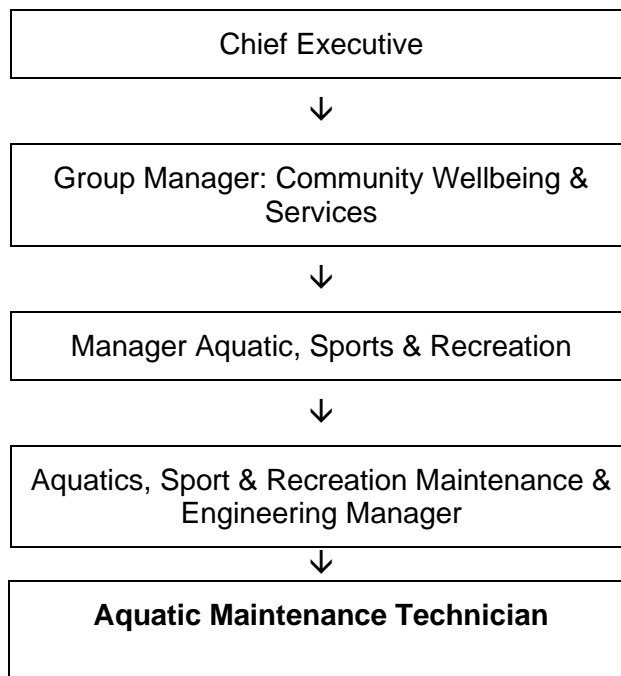 Chief Executive
↓
Group Manager: Community Wellbeing &
Services
↓
Manager Aquatic, Sports & Recreation
↓
Aquatics, Sport & Recreation Maintenance &
Engineering Manager
↓
Aquatic Maintenance Technician